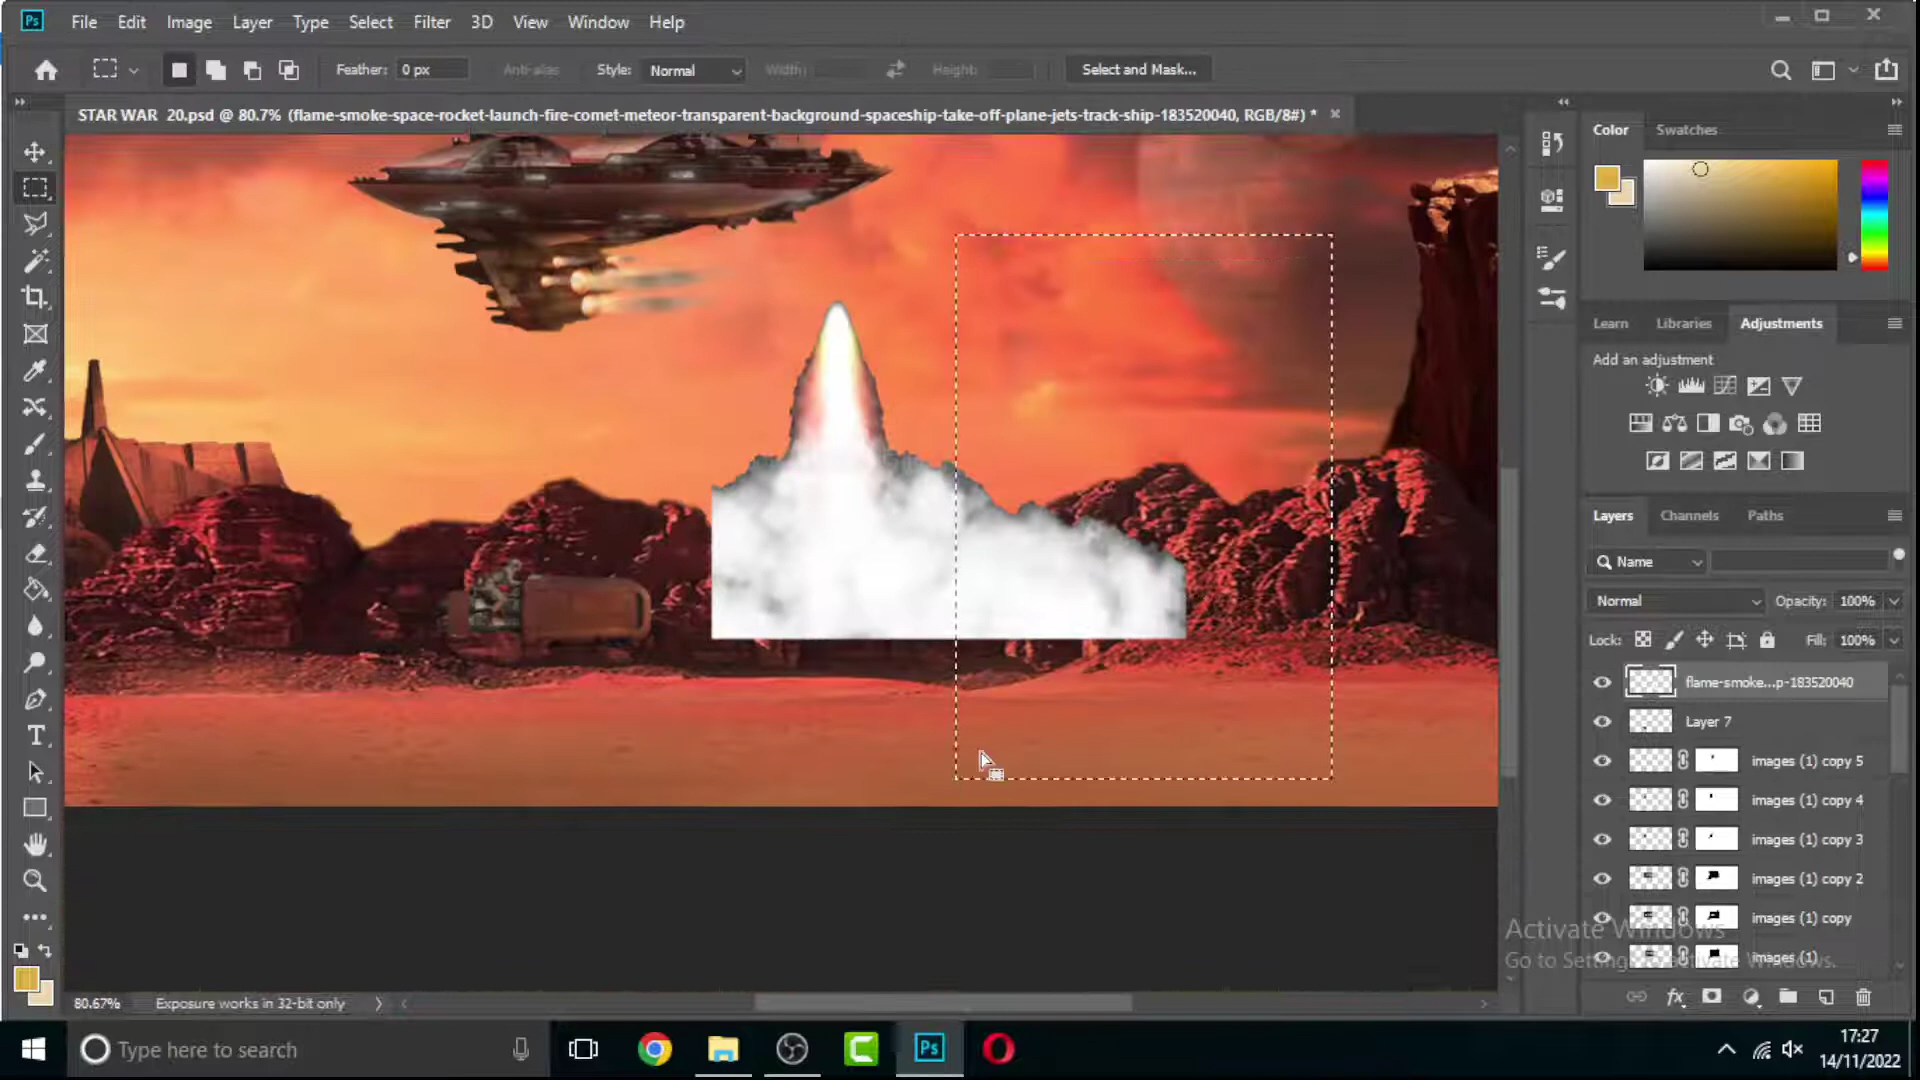 Ps File Edit Image Layer Type Select Filter 3D View Window Help
Feather: 0 px Anti-alias Style: Normal Width: Height: Select and Mask...
STAR WAR 20.psd @ 80.7% (flame-smoke-space-rocket-launch-fire-comet-meteor-transparent-background-spaceship-take-off-plane-jets-track-ship-183520040, RGB/8#) *
Color Swatches
Learn Libraries Adjustments
Add an adjustment
Layers Channels Paths
Name
Normal Opacity: 100%
Lock: Fill: 100%
flame-smoke...p-183520040
Layer 7
images (1) copy 5
images (1) copy 4
images (1) copy 3
images (1) copy 2
images (1) copy
images (1)
Activate Windows
Go to Settings to activate Windows.
80.67% Exposure works in 32-bit only
Type here to search
Ps
17:27
14/11/2022